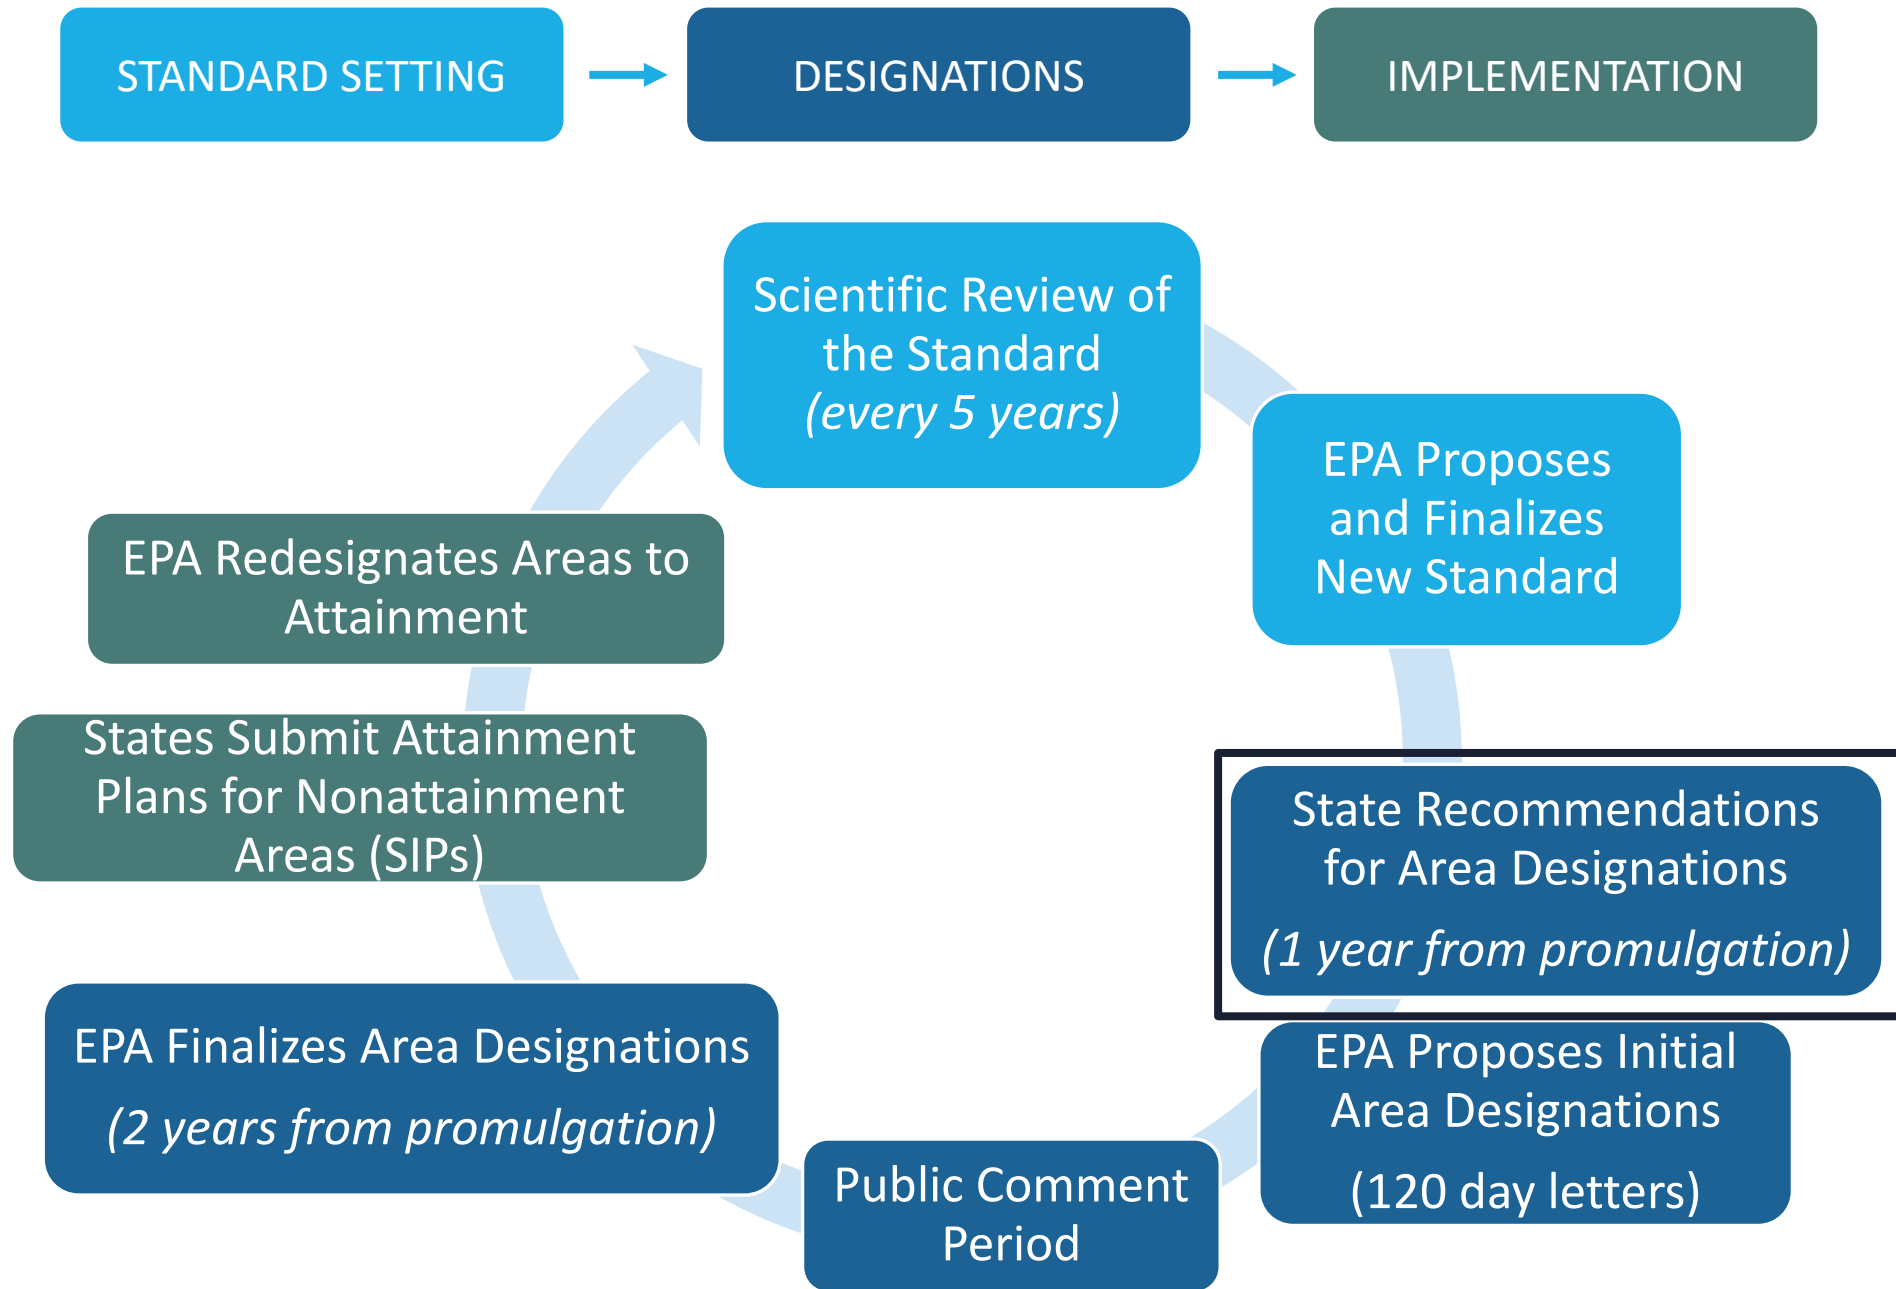 STANDARD SETTING
DESIGNATIONS
IMPLEMENTATION
Scientific Review of
the Standard
(every 5 years)
EPA Proposes
and Finalizes
New Standard
State Recommendations
for Area Designations
(1 year from promulgation)
EPA Proposes Initial
Area Designations
(120 day letters)
Public Comment
Period
EPA Finalizes Area Designations
(2 years from promulgation)
States Submit Attainment
Plans for Nonattainment
Areas (SIPs)
EPA Redesignates Areas to
Attainment